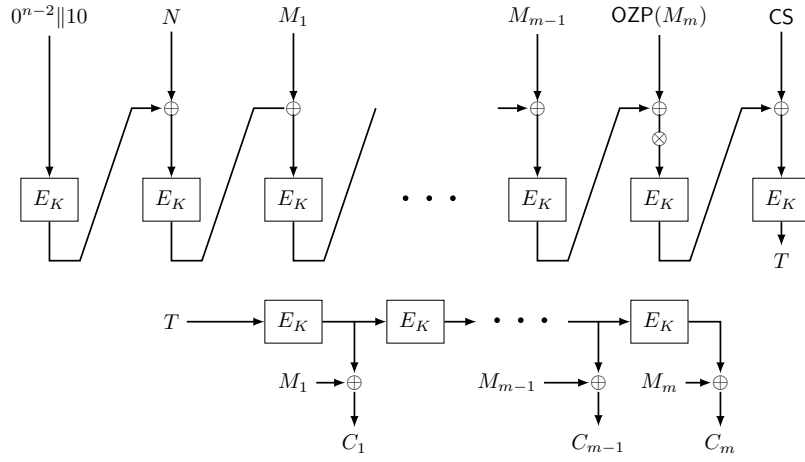 0^{n−2}∥10 N M_1 M_{m−1} OZP(M_m) CS
E_K E_K E_K · · · E_K E_K E_K
T
T E_K E_K · · · E_K
M_1 M_{m−1} M_m
C_1 C_{m−1} C_m